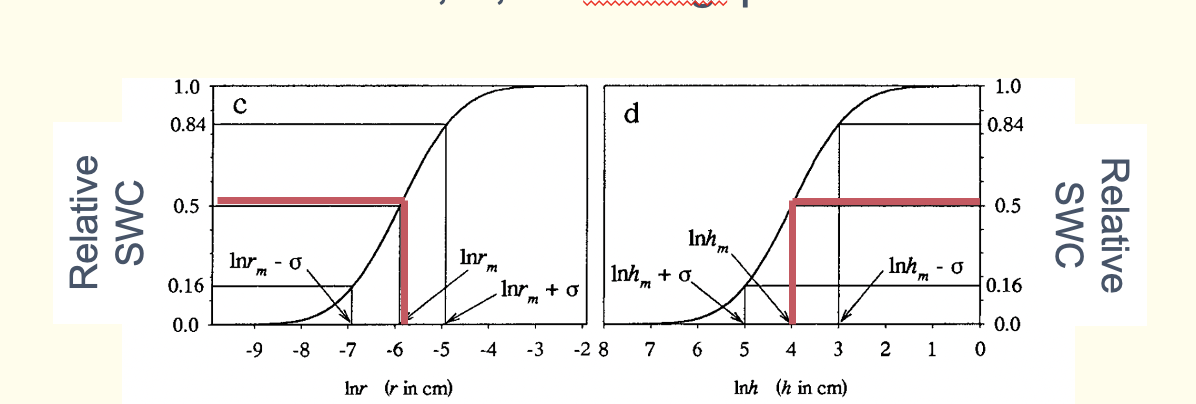 c
1.0
0.84
0.5
0.16
0.0
Relative
SWC
lnr_m - σ
lnr_m
lnr_m + σ
-9 -8 -7 -6 -5 -4 -3 -2
lnr (r in cm)
d
1.0
0.84
0.5
0.16
0.0
Relative
SWC
lnh_m
lnh_m + σ
lnh_m - σ
8 7 6 5 4 3 2 1 0
lnh (h in cm)